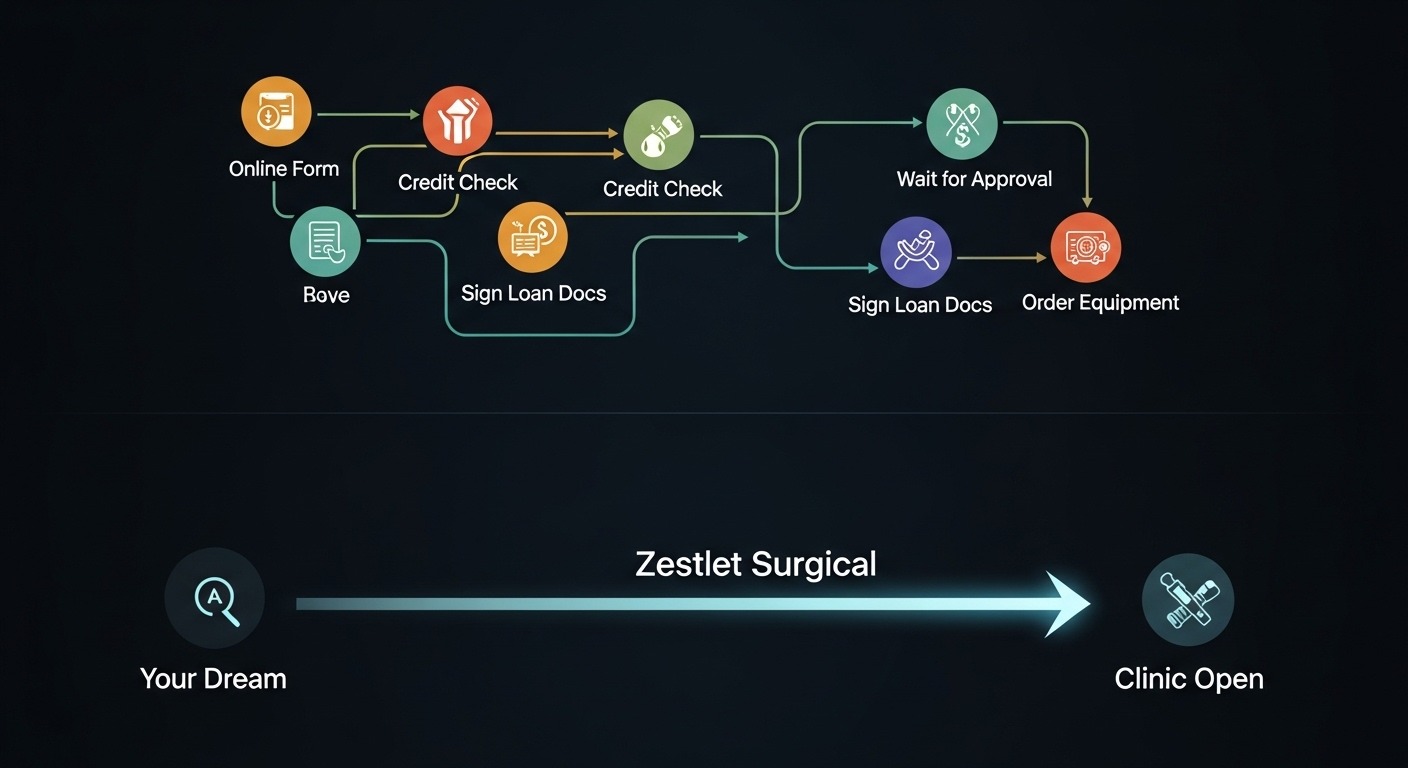 Online Form
Credit Check
Credit Check
Wait for Approval
Bove
Sign Loan Docs
Sign Loan Docs
Order Equipment
Zestlet Surgical
Your Dream
Clinic Open